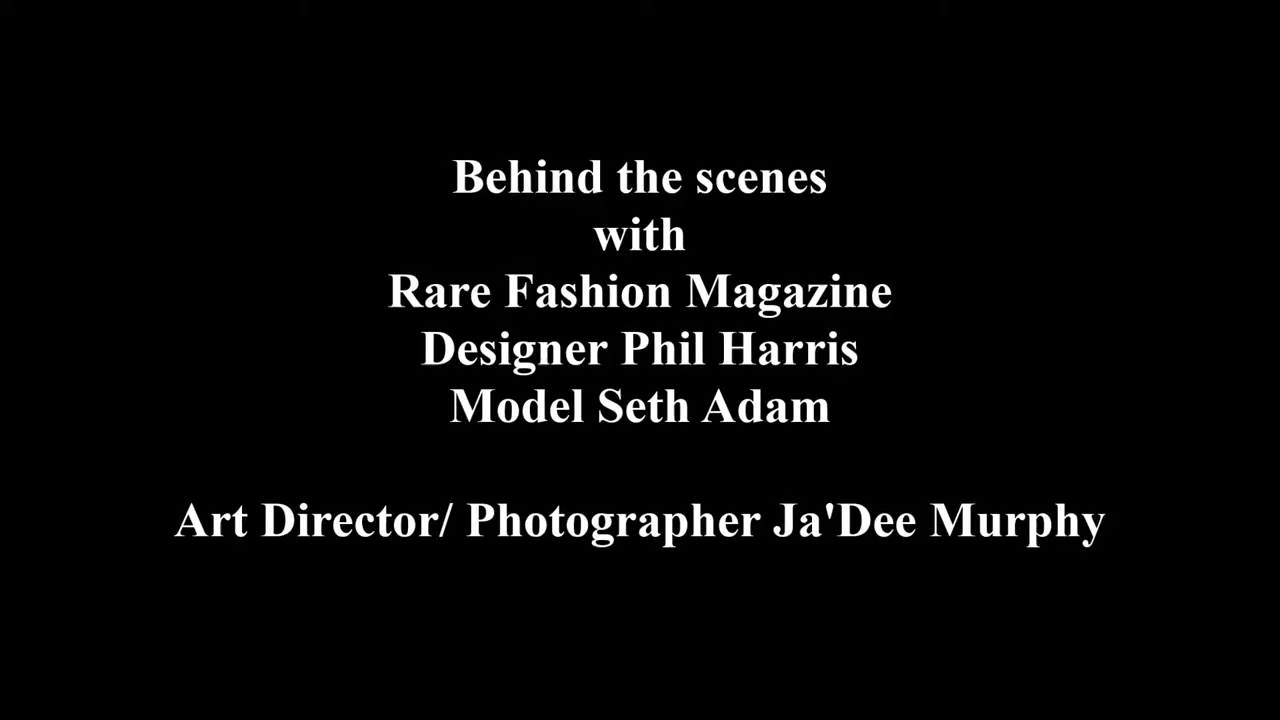 Behind the scenes
with
Rare Fashion Magazine
Designer Phil Harris
Model Seth Adam
Art Director/ Photographer Ja'Dee Murphy